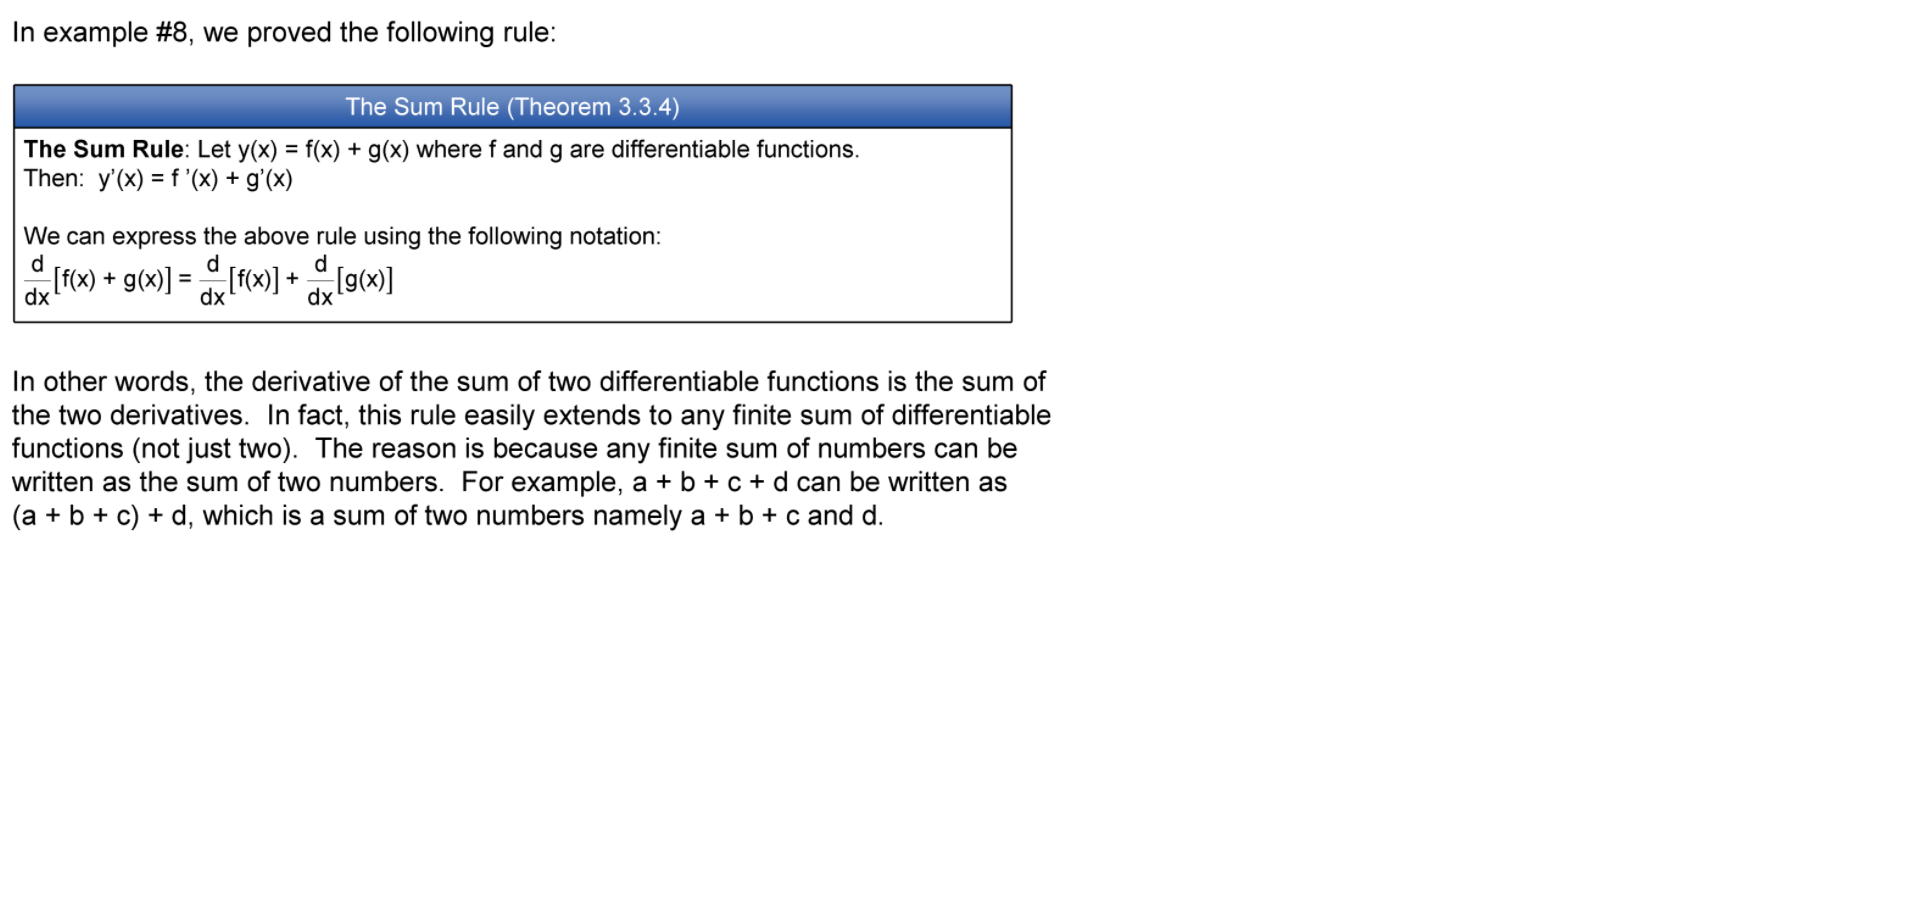 In example #8, we proved the following rule:
The Sum Rule (Theorem 3.3.4)
The Sum Rule: Let y(x) = f(x) + g(x) where f and g are differentiable functions.
Then:  y’(x) = f ’(x) + g’(x)
We can express the above rule using the following notation:
d/dx [f(x) + g(x)] = d/dx [f(x)] + d/dx [g(x)]
In other words, the derivative of the sum of two differentiable functions is the sum of
the two derivatives.  In fact, this rule easily extends to any finite sum of differentiable
functions (not just two).  The reason is because any finite sum of numbers can be
written as the sum of two numbers.  For example, a + b + c + d can be written as
(a + b + c) + d, which is a sum of two numbers namely a + b + c and d.